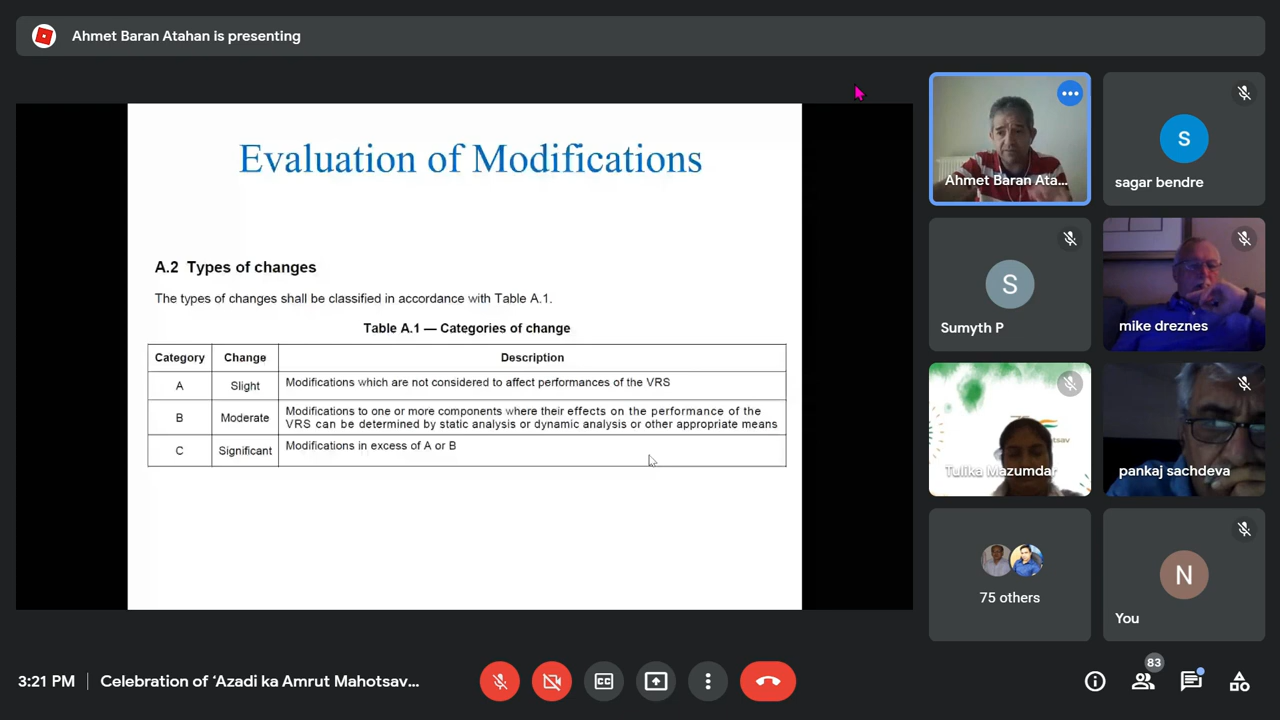 Ahmet Baran Atahan is presenting
Evaluation of Modifications
A.2 Types of changes
The types of changes shall be classified in accordance with Table A.1.
Table A.1 — Categories of change
Category Change Description
A Slight Modifications which are not considered to affect performances of the VRS
B Moderate Modifications to one or more components where their effects on the performance of the
VRS can be determined by static analysis or dynamic analysis or other appropriate means
C Significant Modifications in excess of A or B
Ahmet Baran Ata...
S
sagar bendre
S
Sumyth P
mike dreznes
Tulika Mazumdar
pankaj sachdeva
75 others
N
You
3:21 PM
Celebration of ‘Azadi ka Amrut Mahotsav...
83